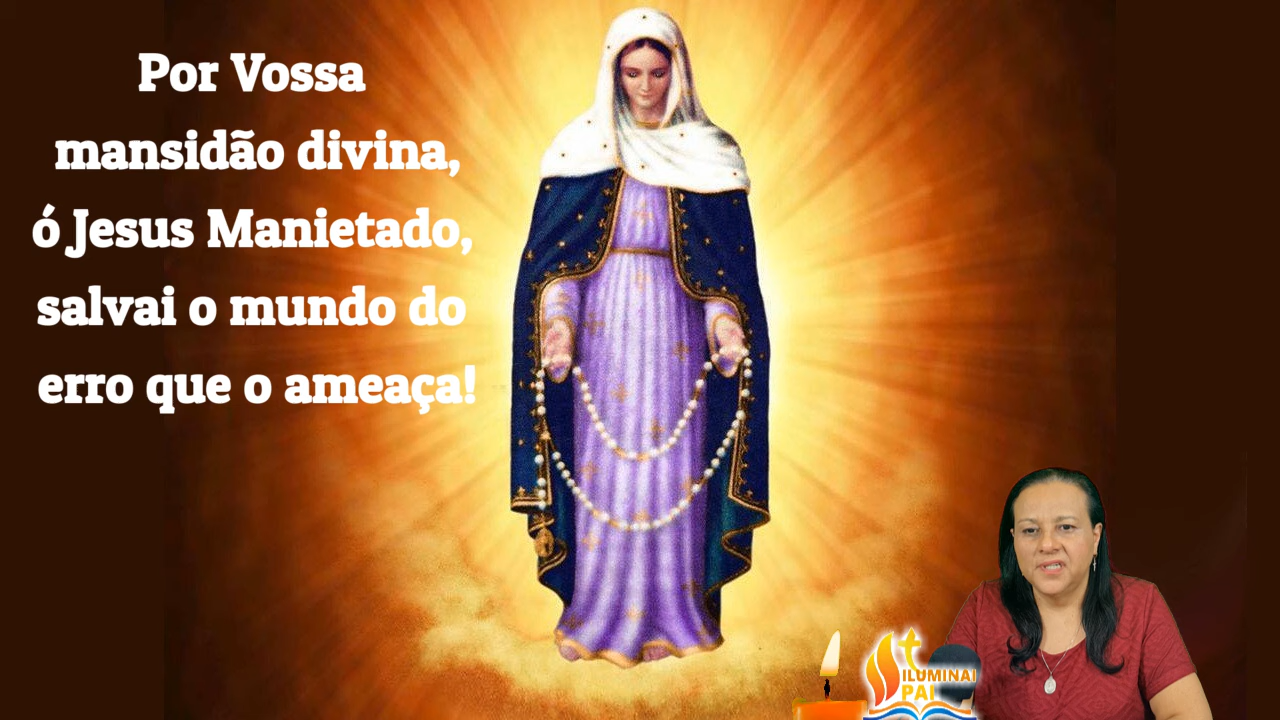 Por Vossa
mansidão divina,
ó Jesus Manietado,
salvai o mundo do
erro que o ameaça!
ILUMINAI
PAI